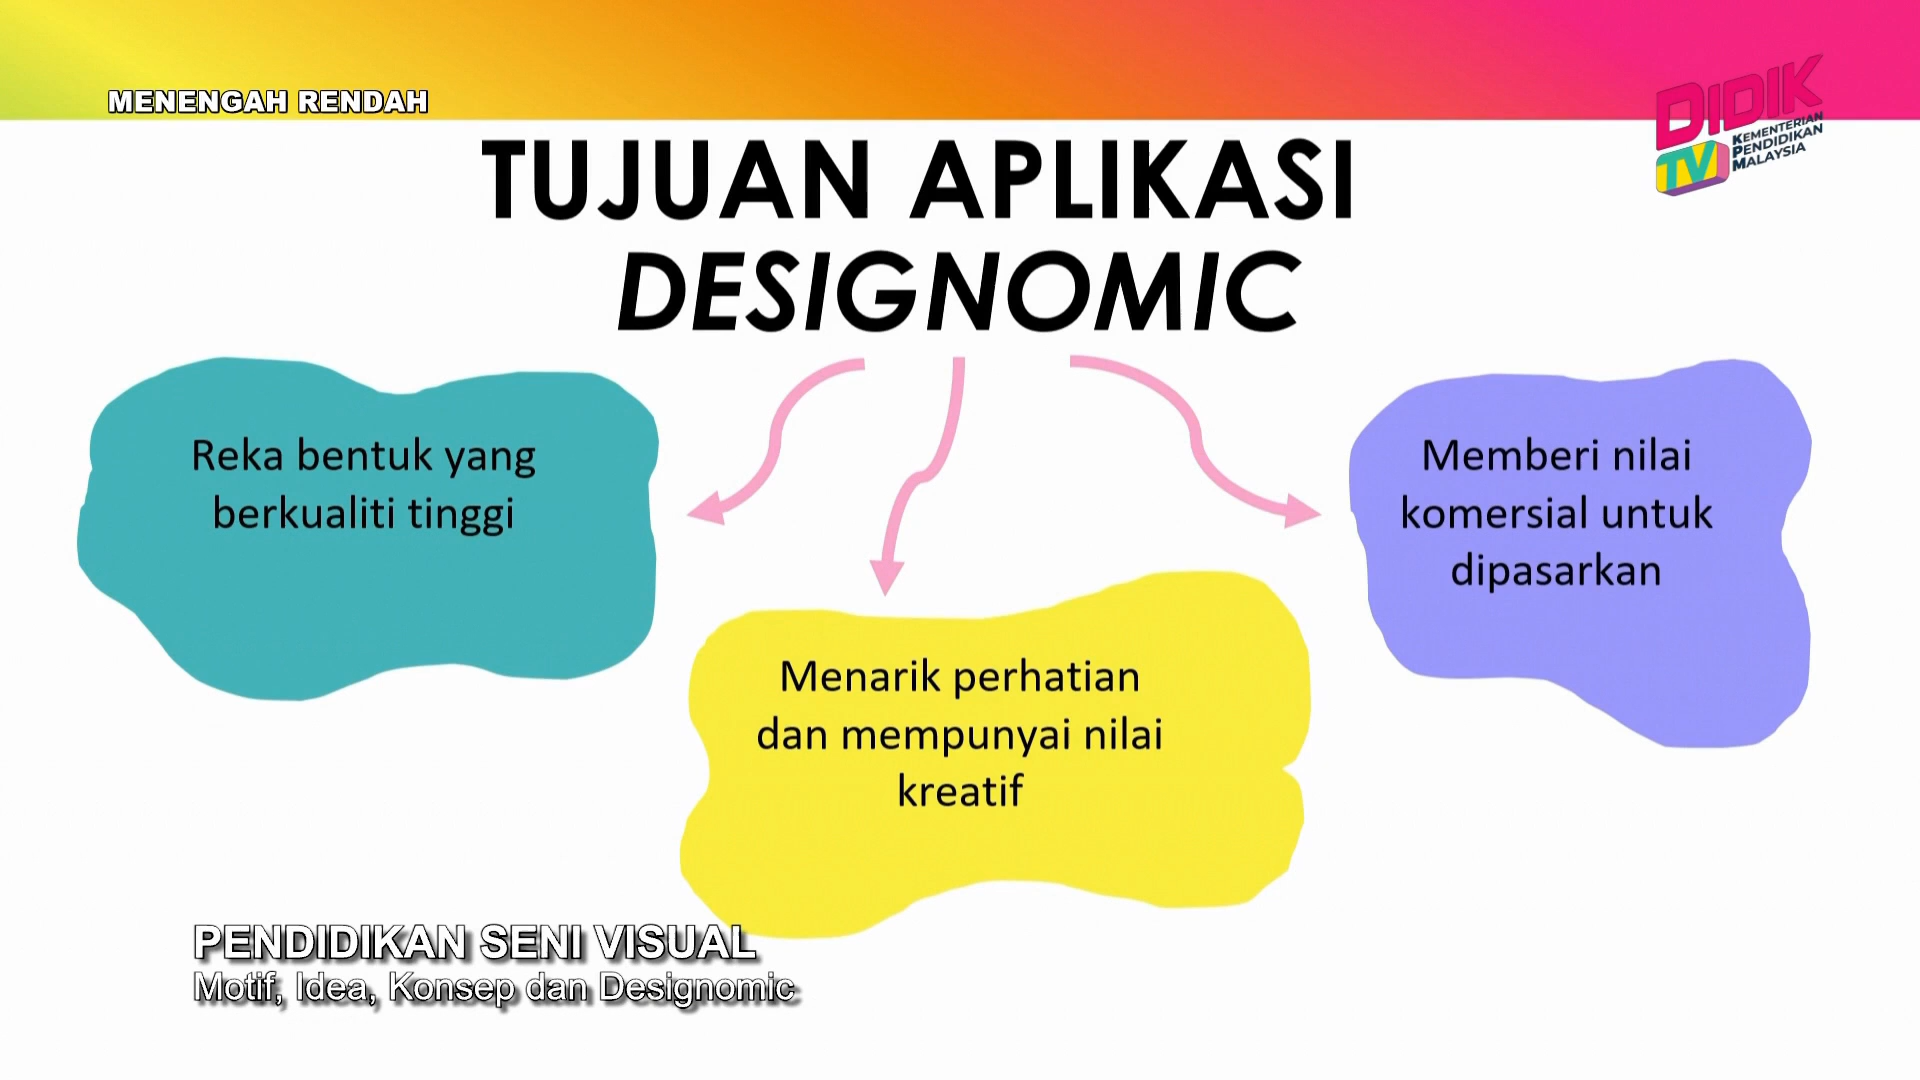 MENENGAH RENDAH
DIDIK
TV
KEMENTERIAN
PENDIDIKAN
MALAYSIA
TUJUAN APLIKASI
DESIGNOMIC
Reka bentuk yang
berkualiti tinggi
Menarik perhatian
dan mempunyai nilai
kreatif
Memberi nilai
komersial untuk
dipasarkan
PENDIDIKAN SENI VISUAL
Motif, Idea, Konsep dan Designomic